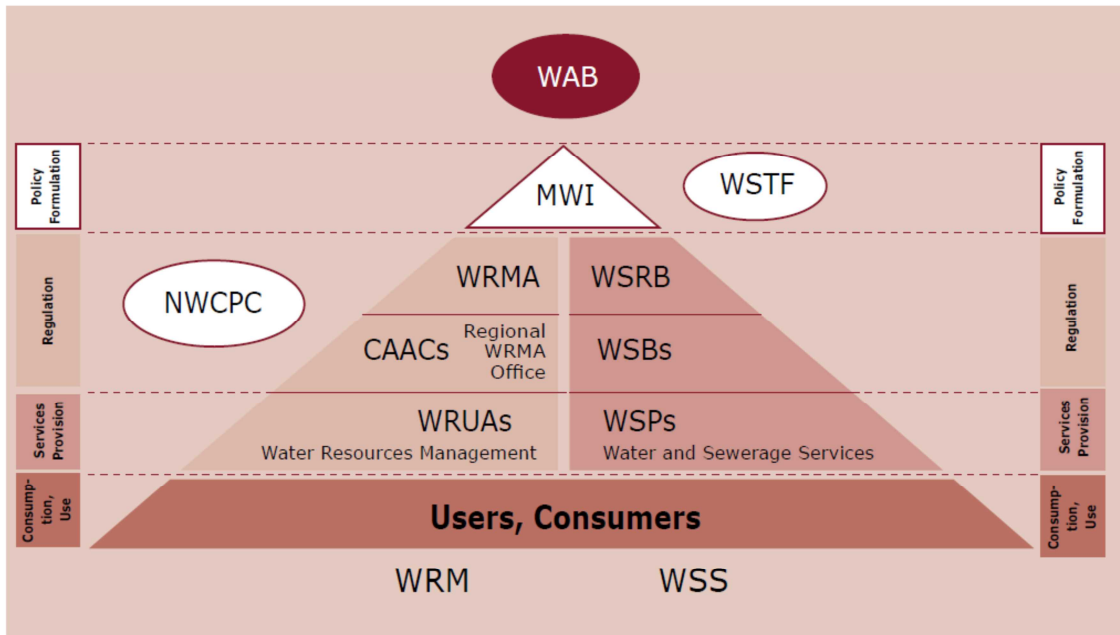 WAB
Policy
Formulation
MWI
WSTF
Policy
Formulation
Regulation
NWCPC
WRMA
WSRB
CAACs
Regional
WRMA
Office
WSBs
Regulation
Services
Provision
WRUAs
Water Resources Management
WSPs
Water and Sewerage Services
Services
Provision
Consump-
tion,
Use
Users, Consumers
Consump-
tion,
Use
WRM
WSS